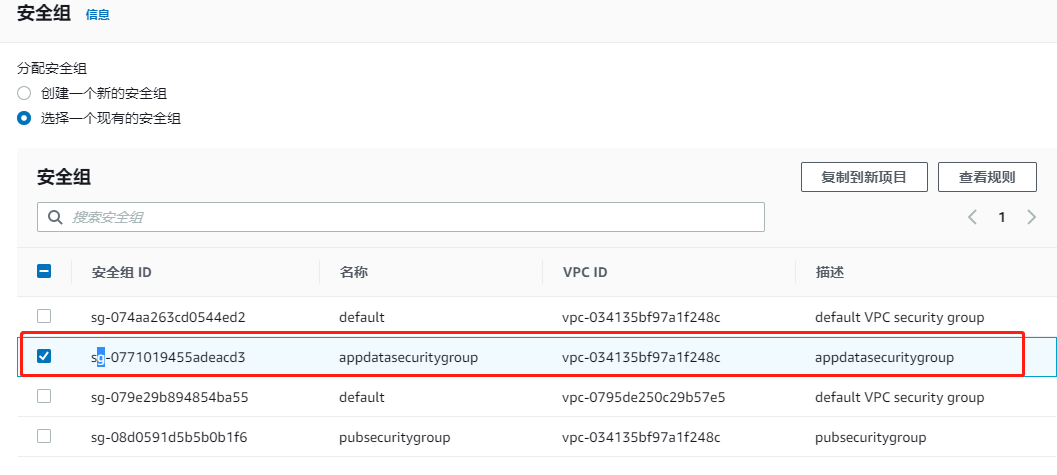 安全组 信息
分配安全组
创建一个新的安全组
选择一个现有的安全组
安全组 复制到新项目 查看规则
搜索安全组 1
安全组 ID 名称 VPC ID 描述
sg-074aa263cd0544ed2 default vpc-034135bf97a1f248c default VPC security group
sg-0771019455adeacd3 appdatasecuritygroup vpc-034135bf97a1f248c appdatasecuritygroup
sg-079e29b894854ba55 default vpc-0795de250c29b57e5 default VPC security group
sg-08d0591d5b5b0b1f6 pubsecuritygroup vpc-034135bf97a1f248c pubsecuritygroup